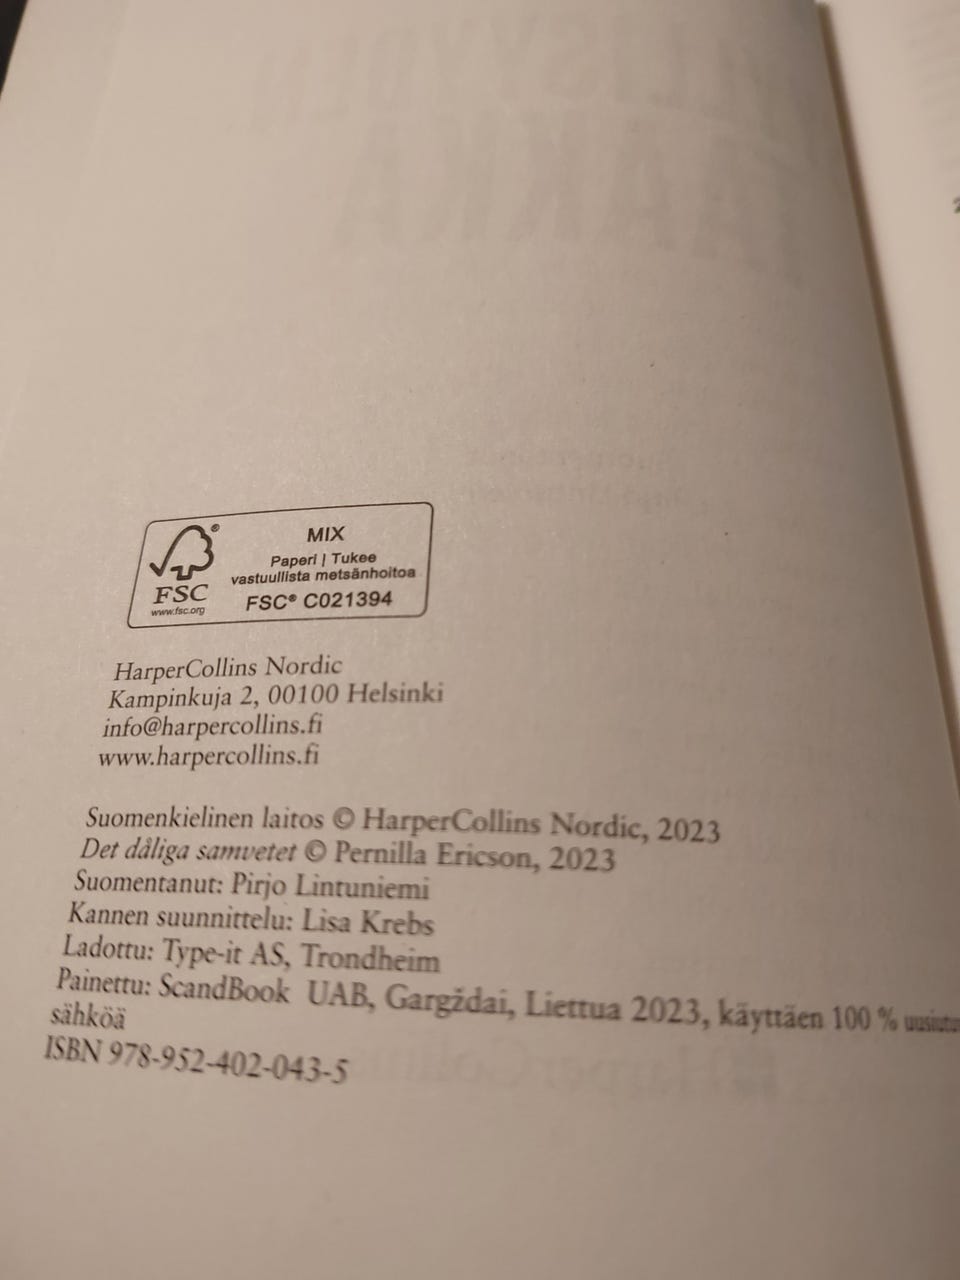 FSC®
www.fsc.org
MIX
Paperi | Tukee
vastuullista metsänhoitoa
FSC® C021394
HarperCollins Nordic
Kampinkuja 2, 00100 Helsinki
info@harpercollins.fi
www.harpercollins.fi
Suomenkielinen laitos © HarperCollins Nordic, 2023
Det dåliga samvetet © Pernilla Ericson, 2023
Suomentanut: Pirjo Lintuniemi
Kannen suunnittelu: Lisa Krebs
Ladottu: Type-it AS, Trondheim
Painettu: ScandBook UAB, Gargždai, Liettua 2023, käyttäen 100 %
sähköä
ISBN 978-952-402-043-5